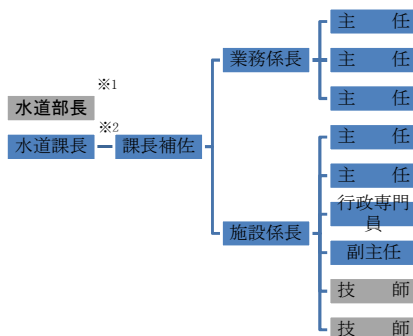 ※1
水道部長
※2
水道課長
課長補佐
業務係長
主　任
主　任
主　任
施設係長
主　任
主　任
行政専門
員
副主任
技　師
技　師